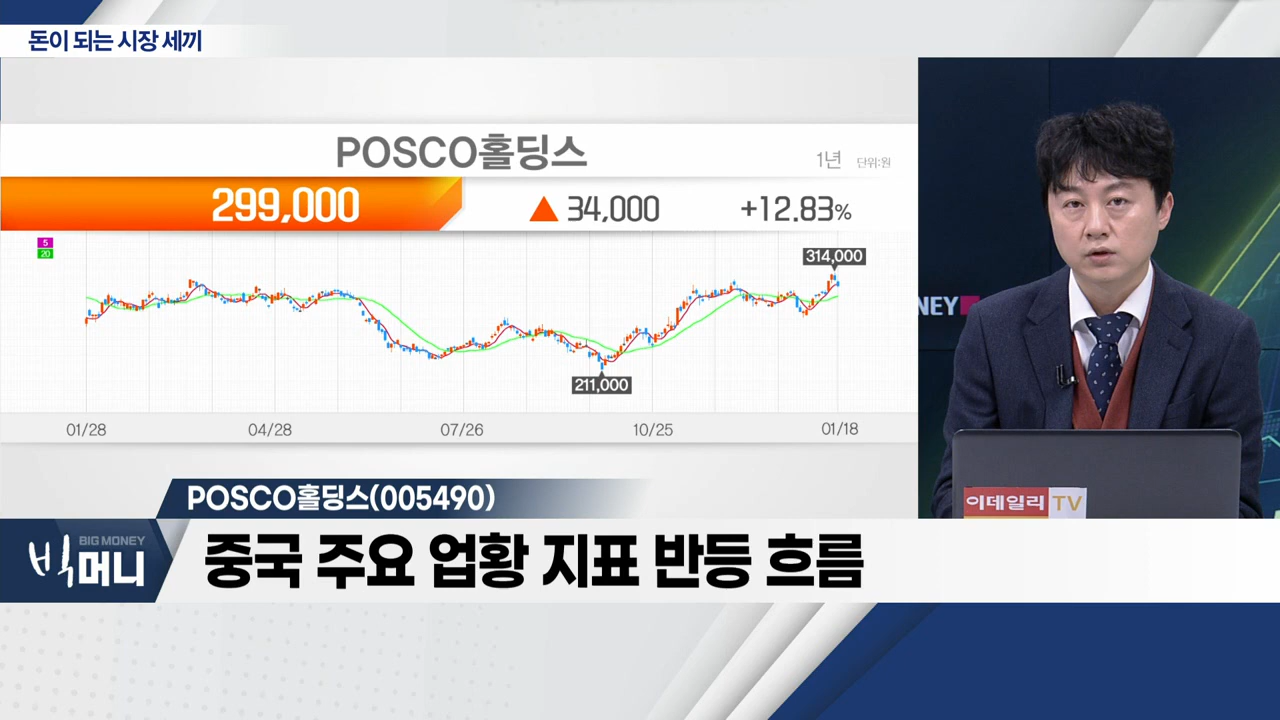 돈이 되는 시장 세끼
POSCO홀딩스
1년 단위:원
299,000 ▲ 34,000 +12.83%
5
20
314,000
211,000
01/28 04/28 07/26 10/25 01/18
NEY
이데일리 TV
POSCO홀딩스(005490)
BIG MONEY
빅머니
중국 주요 업황 지표 반등 흐름